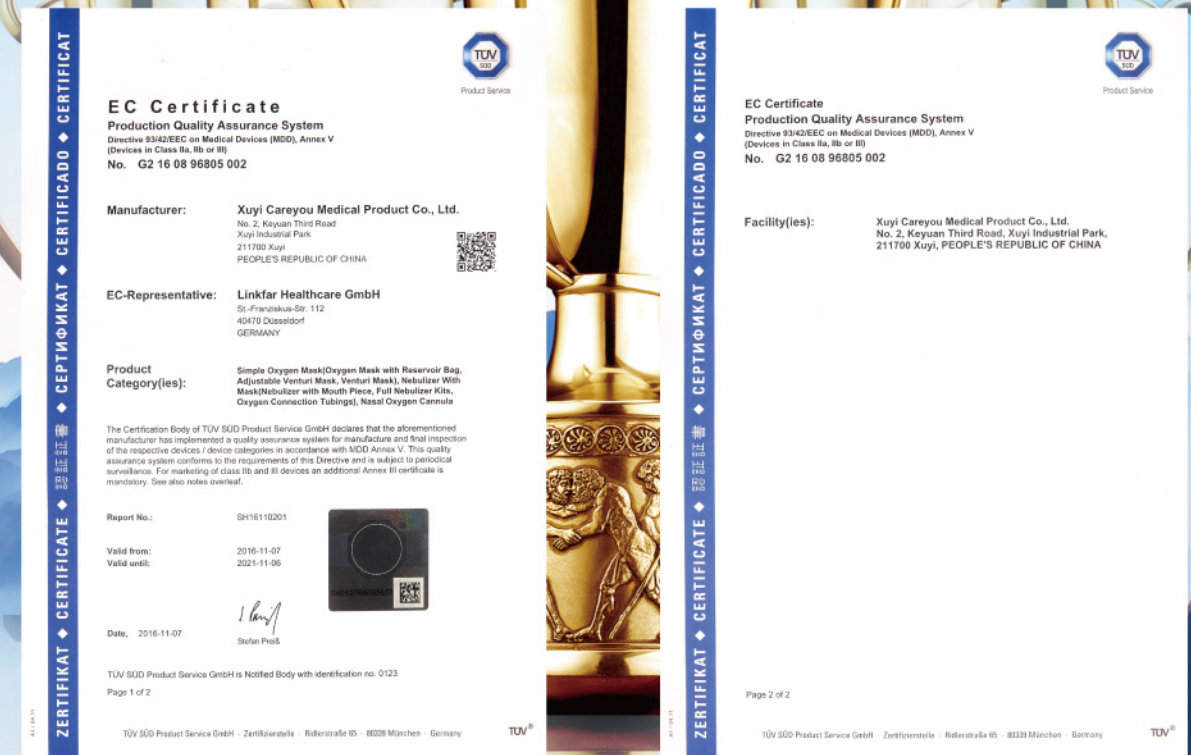 ZERTIFIKAT ◆ CERTIFICATE ◆ 認証証書 ◆ СЕРТИФИКАТ ◆ CERTIFICADO ◆ CERTIFICAT
TÜV
SÜD
Product Service
EC Certificate
Production Quality Assurance System
Directive 93/42/EEC on Medical Devices (MDD), Annex V
(Devices in Class IIa, IIb or III)
No. G2 16 08 96805 002
Manufacturer: Xuyi Careyou Medical Product Co., Ltd.
No. 2, Keyuan Third Road
Xuyi Industrial Park
211700 Xuyi
PEOPLE'S REPUBLIC OF CHINA
EC-Representative: Linkfar Healthcare GmbH
St.-Franziskus-Str. 112
40470 Düsseldorf
GERMANY
Product Simple Oxygen Mask(Oxygen Mask with Reservoir Bag,
Category(ies): Adjustable Venturi Mask, Venturi Mask), Nebulizer With
Mask(Nebulizer with Mouth Piece, Full Nebulizer Kits,
Oxygen Connection Tubings), Nasal Oxygen Cannula
The Certification Body of TÜV SÜD Product Service GmbH declares that the aforementioned
manufacturer has implemented a quality assurance system for manufacture and final inspection
of the respective devices / device categories in accordance with MDD Annex V. This quality
assurance system conforms to the requirements of this Directive and is subject to periodical
surveillance. For marketing of class IIb and III devices an additional Annex III certificate is
mandatory. See also notes overleaf.
Report No.: SH16110201
Valid from: 2016-11-07
Valid until: 2021-11-06
Date, 2016-11-07
Stefan Preiß
TÜV SÜD Product Service GmbH is Notified Body with identification no. 0123
Page 1 of 2
A1 / 04.11
TÜV SÜD Product Service GmbH · Zertifizierstelle · Ridlerstraße 65 · 80339 München · Germany
TÜV®
ZERTIFIKAT ◆ CERTIFICATE ◆ 認証証書 ◆ СЕРТИФИКАТ ◆ CERTIFICADO ◆ CERTIFICAT
TÜV
SÜD
Product Service
EC Certificate
Production Quality Assurance System
Directive 93/42/EEC on Medical Devices (MDD), Annex V
(Devices in Class IIa, IIb or III)
No. G2 16 08 96805 002
Facility(ies): Xuyi Careyou Medical Product Co., Ltd.
No. 2, Keyuan Third Road, Xuyi Industrial Park,
211700 Xuyi, PEOPLE'S REPUBLIC OF CHINA
Page 2 of 2
A1 / 04.11
TÜV SÜD Product Service GmbH · Zertifizierstelle · Ridlerstraße 65 · 80339 München · Germany
TÜV®